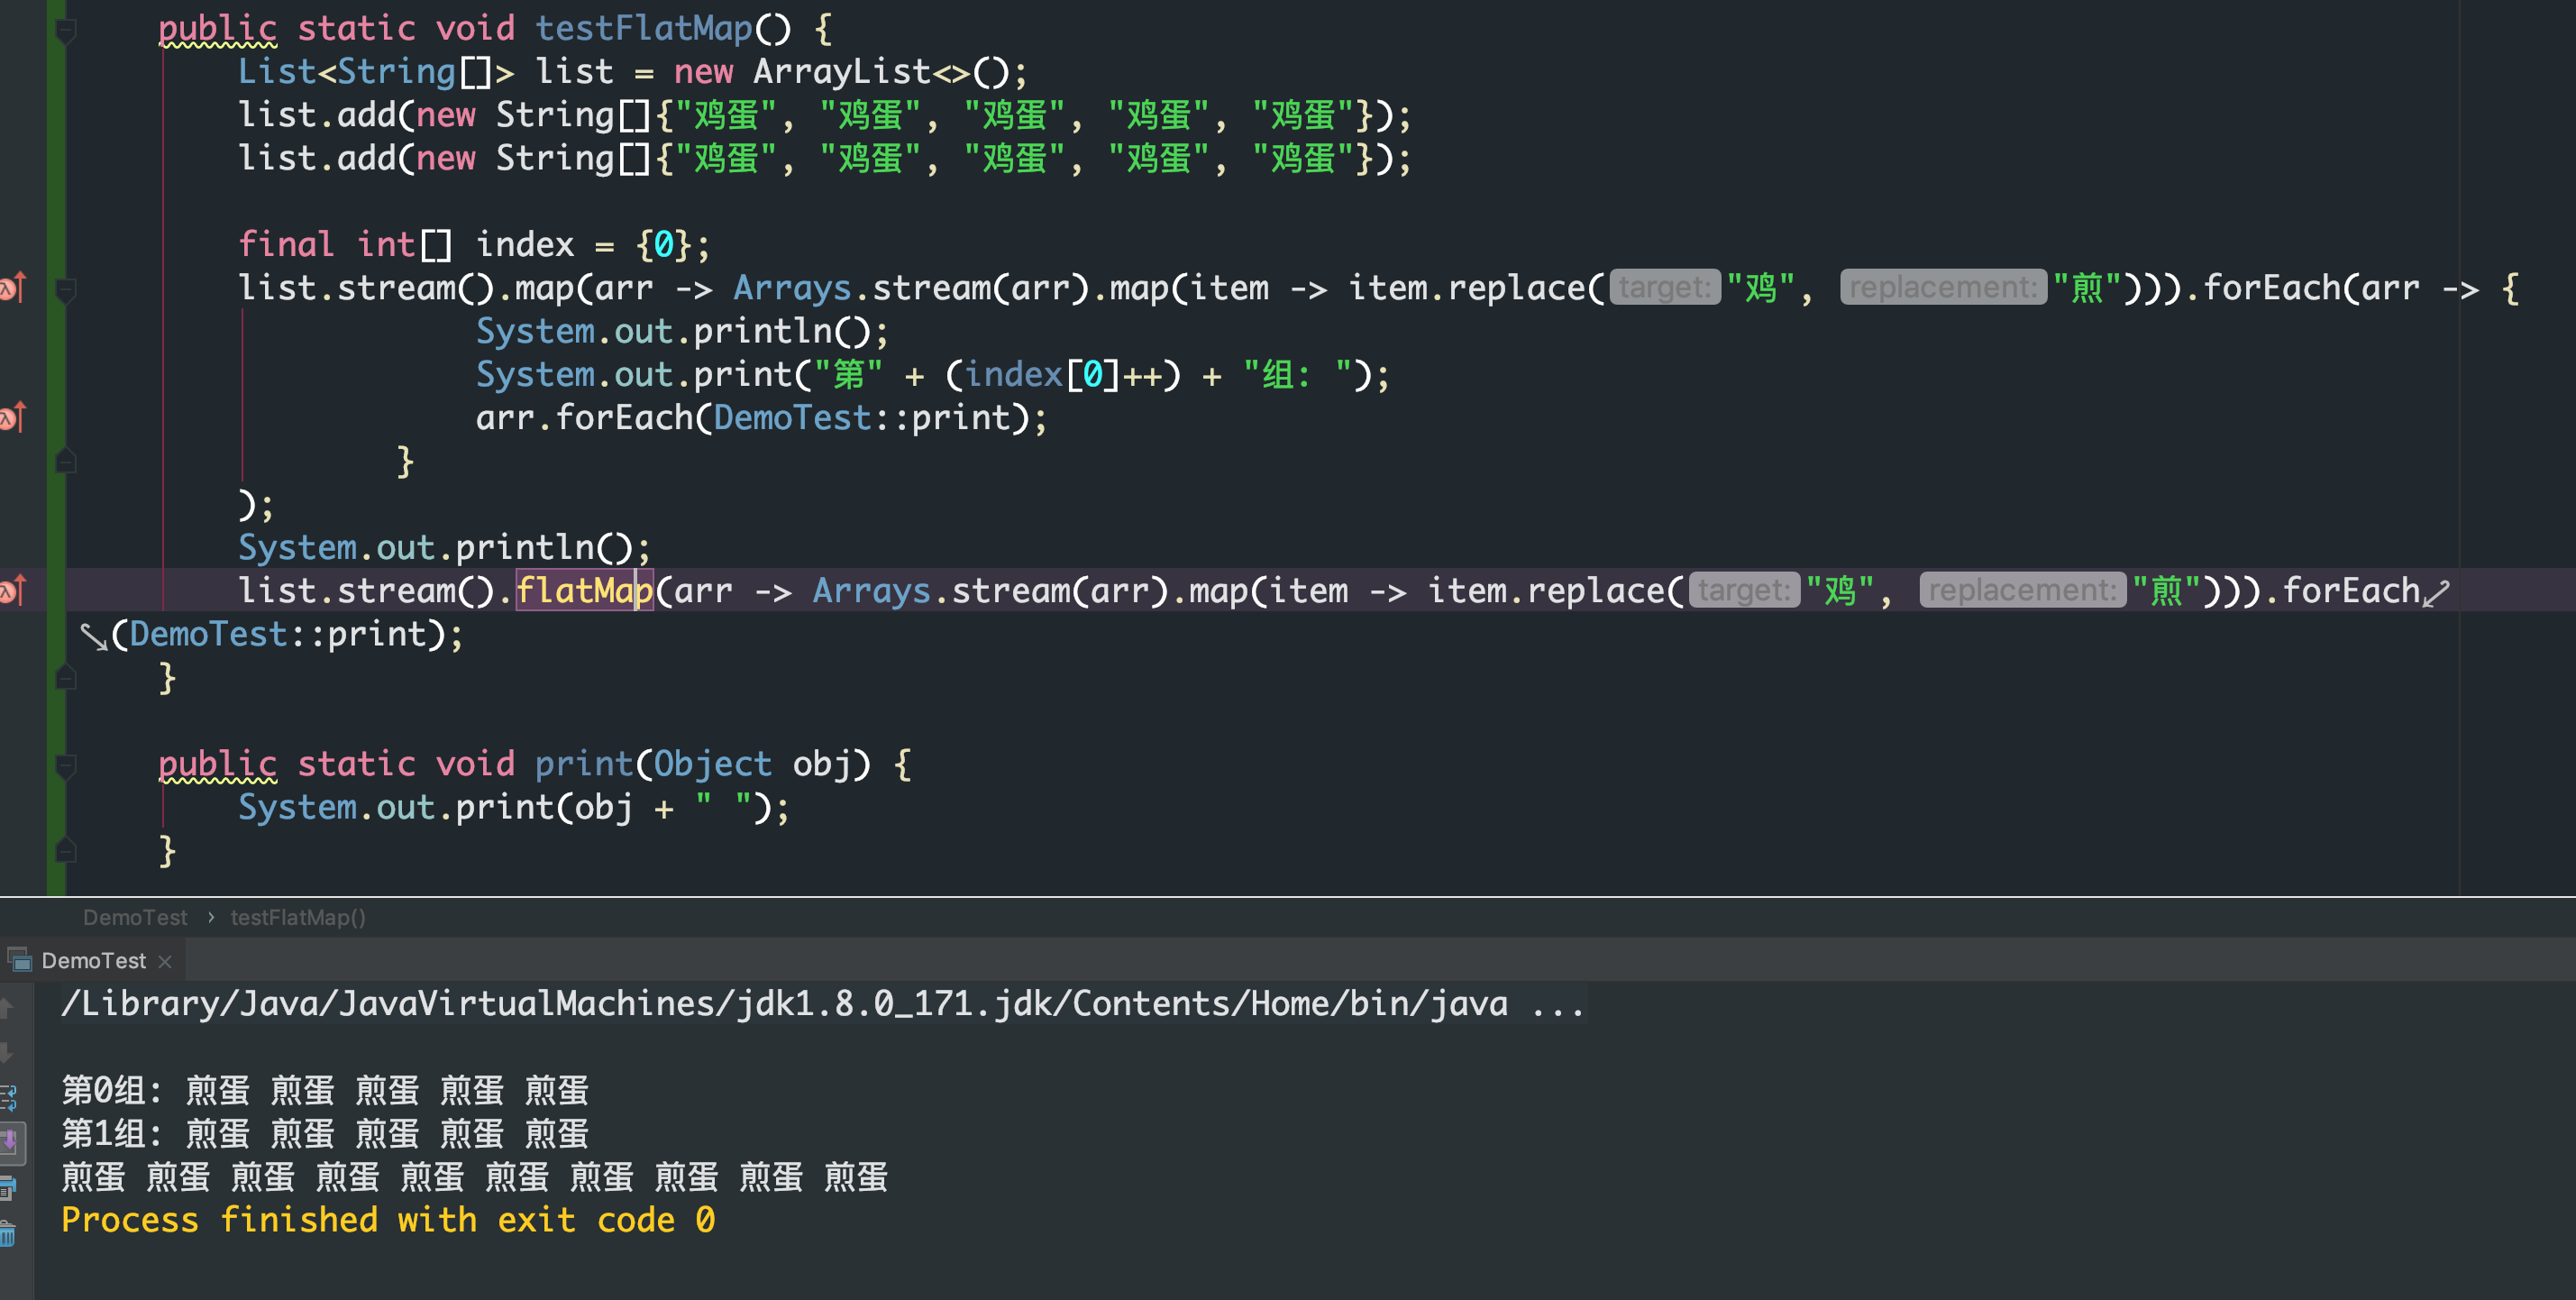 public static void testFlatMap() {
List<String[]> list = new ArrayList<>();
list.add(new String[]{"鸡蛋", "鸡蛋", "鸡蛋", "鸡蛋", "鸡蛋"});
list.add(new String[]{"鸡蛋", "鸡蛋", "鸡蛋", "鸡蛋", "鸡蛋"});
final int[] index = {0};
list.stream().map(arr -> Arrays.stream(arr).map(item -> item.replace(target: "鸡", replacement: "煎"))).forEach(arr -> {
System.out.println();
System.out.print("第" + (index[0]++) + "组: ");
arr.forEach(DemoTest::print);
}
);
System.out.println();
list.stream().flatMap(arr -> Arrays.stream(arr).map(item -> item.replace(target: "鸡", replacement: "煎"))).forEach
(DemoTest::print);
}
public static void print(Object obj) {
System.out.print(obj + " ");
}
DemoTest › testFlatMap()
DemoTest ×
/Library/Java/JavaVirtualMachines/jdk1.8.0_171.jdk/Contents/Home/bin/java ...
第0组: 煎蛋 煎蛋 煎蛋 煎蛋 煎蛋
第1组: 煎蛋 煎蛋 煎蛋 煎蛋 煎蛋
煎蛋 煎蛋 煎蛋 煎蛋 煎蛋 煎蛋 煎蛋 煎蛋 煎蛋 煎蛋
Process finished with exit code 0